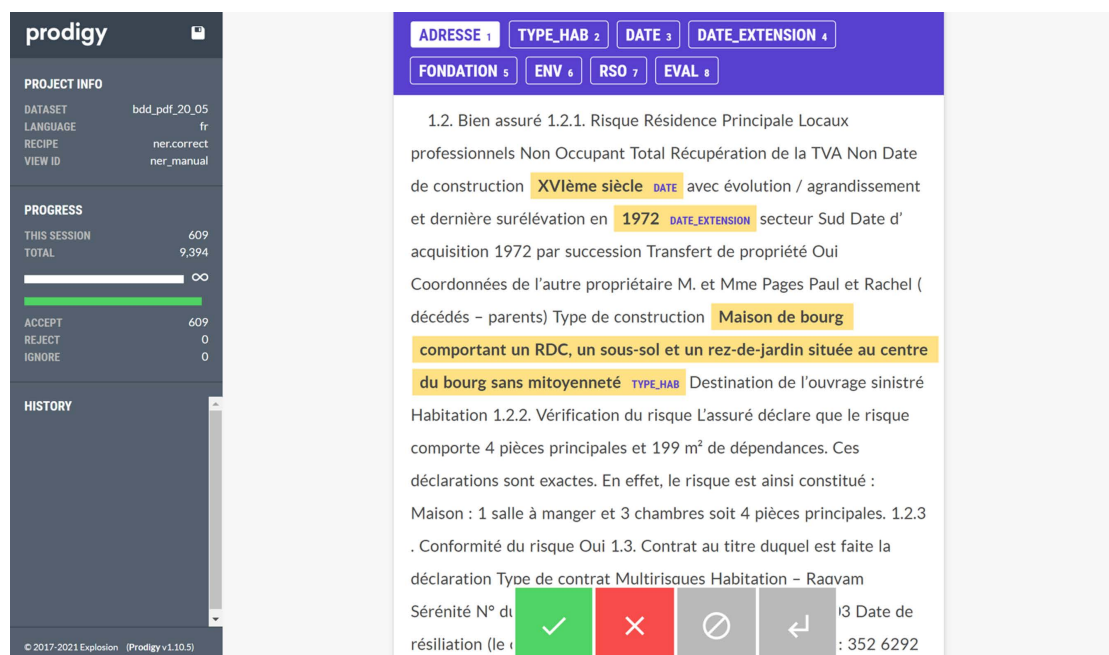 prodigy
PROJECT INFO
DATASET bdd_pdf_20_05
LANGUAGE fr
RECIPE ner.correct
VIEW ID ner_manual
PROGRESS
THIS SESSION 609
TOTAL 9,394
∞
ACCEPT 609
REJECT 0
IGNORE 0
HISTORY
© 2017-2021 Explosion (Prodigy v1.10.5)
ADRESSE 1 TYPE_HAB 2 DATE 3 DATE_EXTENSION 4
FONDATION 5 ENV 6 RSO 7 EVAL 8
1.2. Bien assuré 1.2.1. Risque Résidence Principale Locaux
professionnels Non Occupant Total Récupération de la TVA Non Date
de construction XVIème siècle DATE avec évolution / agrandissement
et dernière surélévation en 1972 DATE_EXTENSION secteur Sud Date d'
acquisition 1972 par succession Transfert de propriété Oui
Coordonnées de l'autre propriétaire M. et Mme Pages Paul et Rachel (
décédés – parents) Type de construction Maison de bourg
comportant un RDC, un sous-sol et un rez-de-jardin située au centre
du bourg sans mitoyenneté TYPE_HAB Destination de l'ouvrage sinistré
Habitation 1.2.2. Vérification du risque L'assuré déclare que le risque
comporte 4 pièces principales et 199 m² de dépendances. Ces
déclarations sont exactes. En effet, le risque est ainsi constitué :
Maison : 1 salle à manger et 3 chambres soit 4 pièces principales. 1.2.3
. Conformité du risque Oui 1.3. Contrat au titre duquel est faite la
déclaration Type de contrat Multirisques Habitation – Raqvam
Sérénité N° 3 Date de
résiliation (le : 352 6292